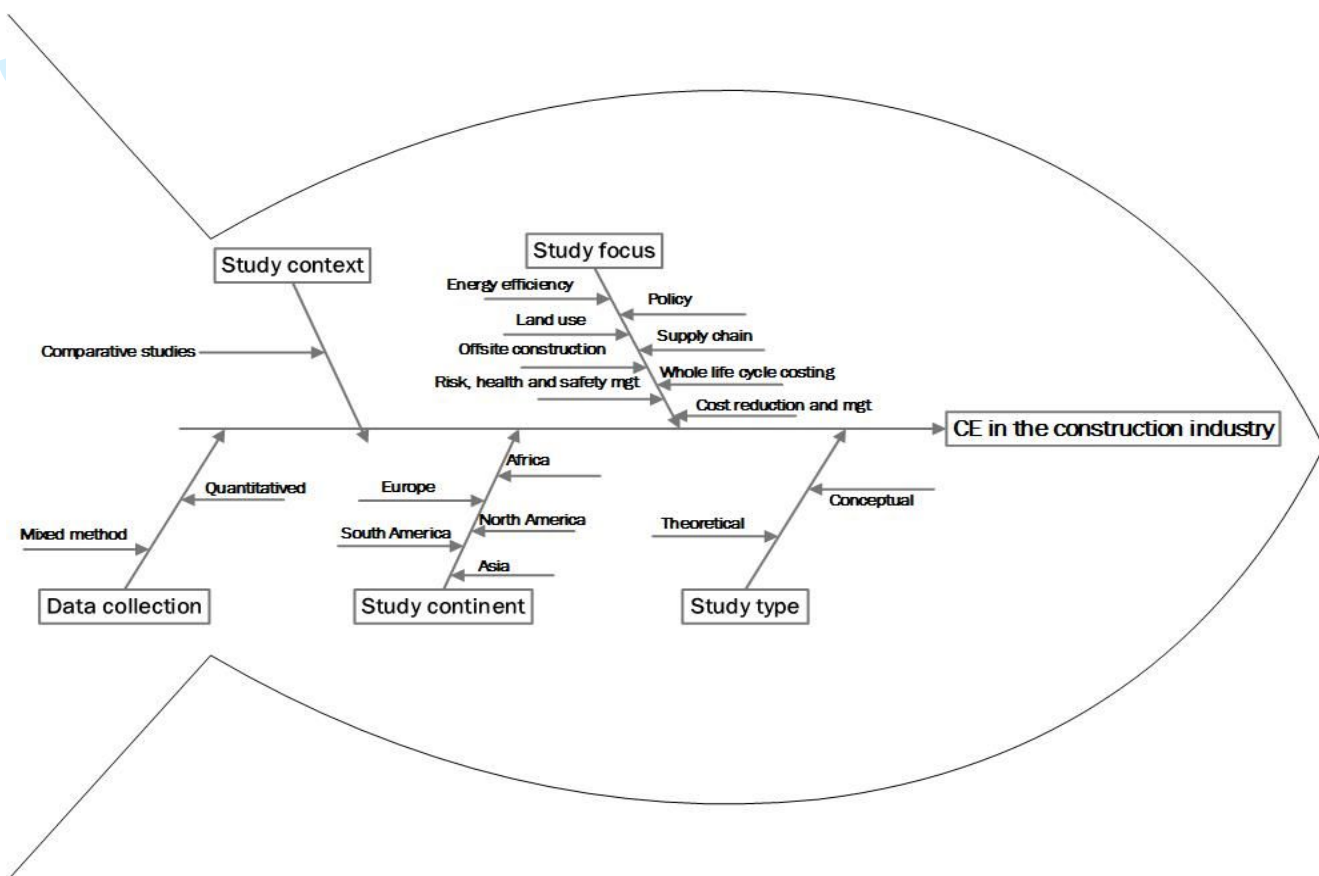 Study focus
Study context
Energy efficiency
Policy
Land use
Supply chain
Offsite construction
Comparative studies
Whole life cycle costing
Risk, health and safety mgt
Cost reduction and mgt
CE in the construction industry
Africa
Europe
Quantitatived
Conceptual
North America
Theoretical
Mixed method
South America
Asia
Data collection
Study continent
Study type